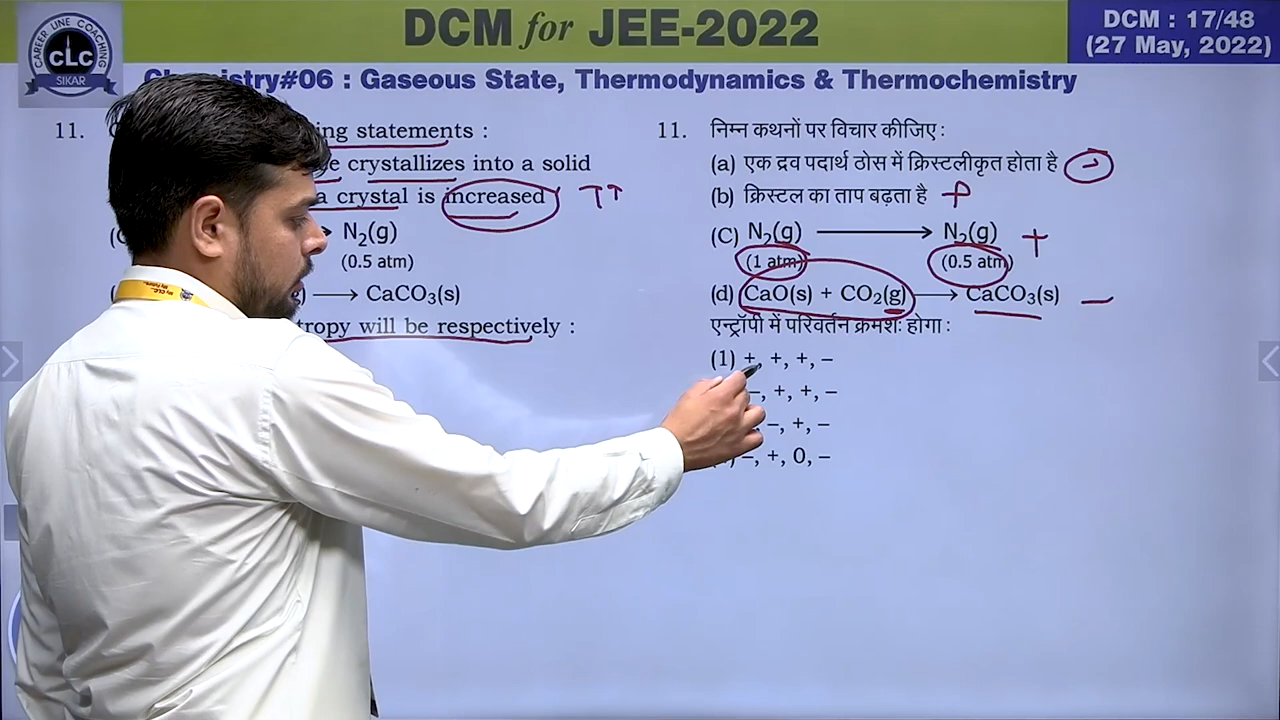 CAREER LINE COACHING
CLC
SIKAR
DCM for JEE-2022
DCM : 17/48
(27 May, 2022)
#06 : Gaseous State, Thermodynamics & Thermochemistry
11.
statements :
crystallizes into a solid
a crystal is increased ↑↑
N₂(g)
(0.5 atm)
⟶ CaCO₃(s)
will be respectively :
11. निम्न कथनों पर विचार कीजिए :
(a) एक द्रव पदार्थ ठोस में क्रिस्टलीकृत होता है -
(b) क्रिस्टल का ताप बढ़ता है +
(C) N₂(g) ⟶ N₂(g) +
(1 atm) (0.5 atm)
(d) CaO(s) + CO₂(g) ⟶ CaCO₃(s) –
एन्ट्रॉपी में परिवर्तन क्रमशः होगा :
(1) +, +, +, –
–, +, +, –
–, +, –
–, +, 0, –